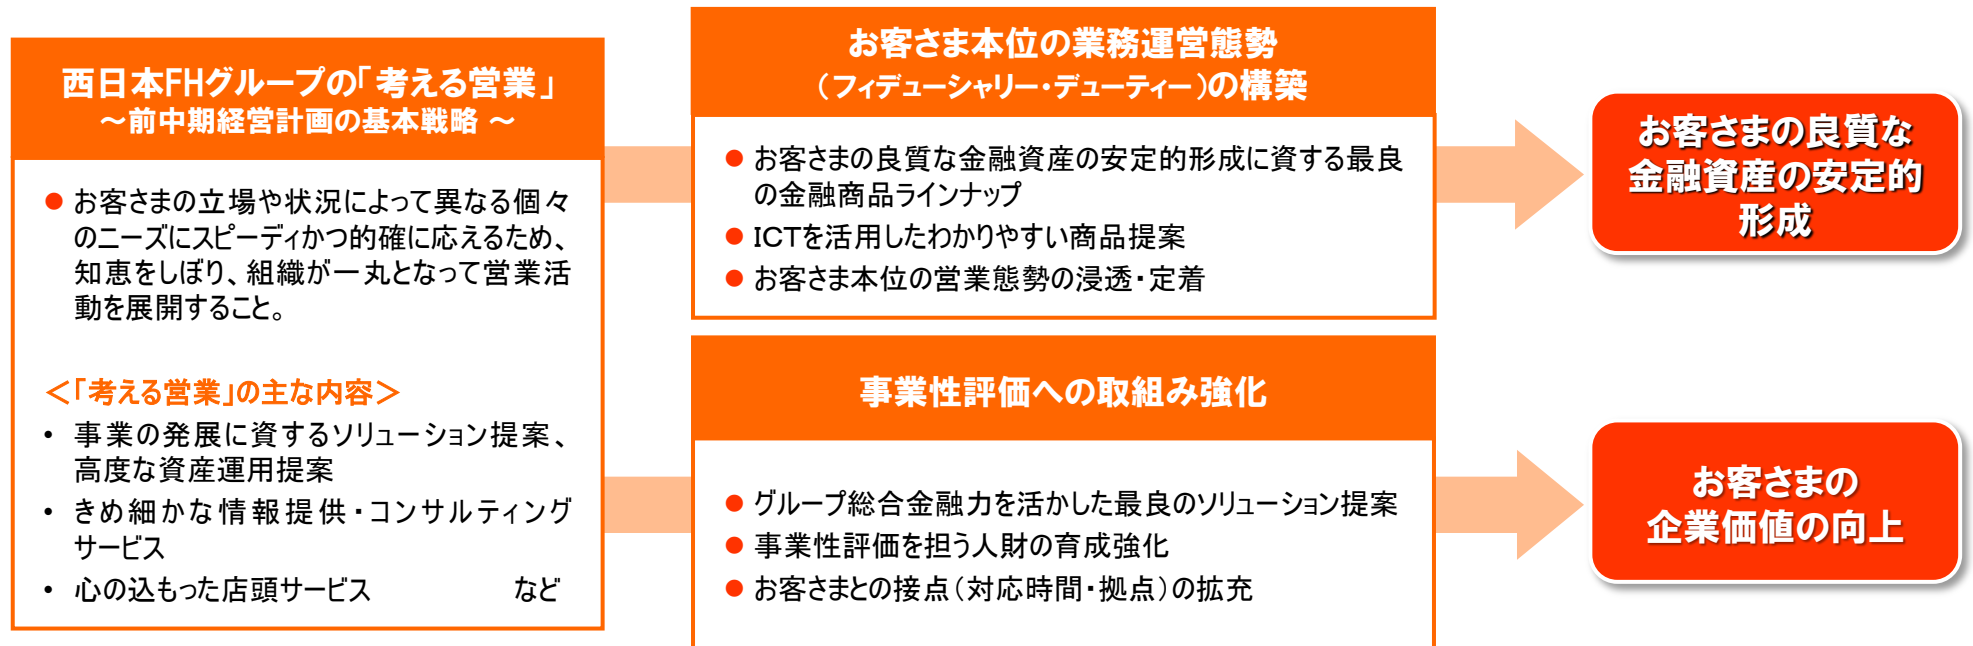 西日本FHグループの「考える営業」
～前中期経営計画の基本戦略 ～
● お客さまの立場や状況によって異なる個々
のニーズにスピーディかつ的確に応えるため、
知恵をしぼり、組織が一丸となって営業活
動を展開すること。
＜「考える営業」の主な内容＞
• 事業の発展に資するソリューション提案、
高度な資産運用提案
• きめ細かな情報提供・コンサルティング
サービス
• 心の込もった店頭サービス など
お客さま本位の業務運営態勢
（フィデューシャリー・デューティー）の構築
● お客さまの良質な金融資産の安定的形成に資する最良
の金融商品ラインナップ
● ICTを活用したわかりやすい商品提案
● お客さま本位の営業態勢の浸透・定着
お客さまの良質な
金融資産の安定的
形成
事業性評価への取組み強化
● グループ総合金融力を活かした最良のソリューション提案
● 事業性評価を担う人財の育成強化
● お客さまとの接点（対応時間・拠点）の拡充
お客さまの
企業価値の向上